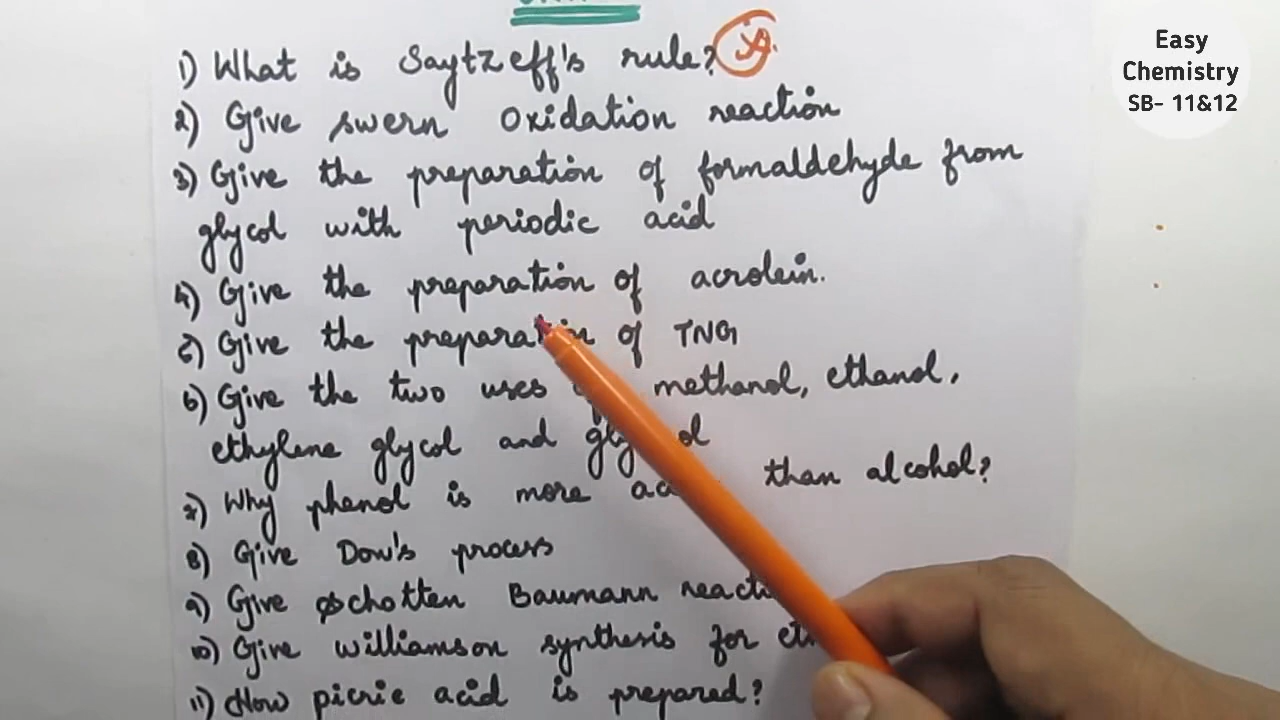 1) What is Saytzeff's rule?
2) Give swern oxidation reaction
3) Give the preparation of formaldehyde from
glycol with periodic acid
4) Give the preparation of acrolein.
5) Give the preparation of TNG
6) Give the two uses methanol, ethanol,
ethylene glycol and
7) Why phenol is more than alcohol?
8) Give Dow's process
9) Give schotten Baumann
10) Give williamson synthesis for
11) How picric acid is prepared?
Easy
Chemistry
SB- 11&12